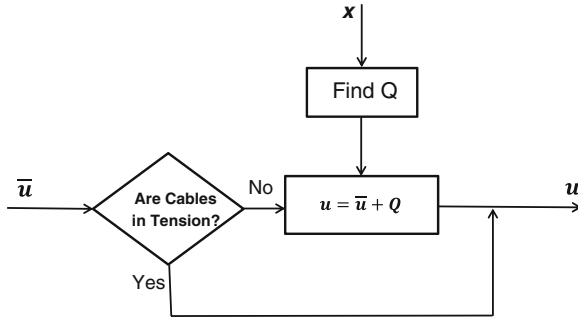 x
Find Q
u̅
Are Cables
in Tension?
No
u = u̅ + Q
u
Yes